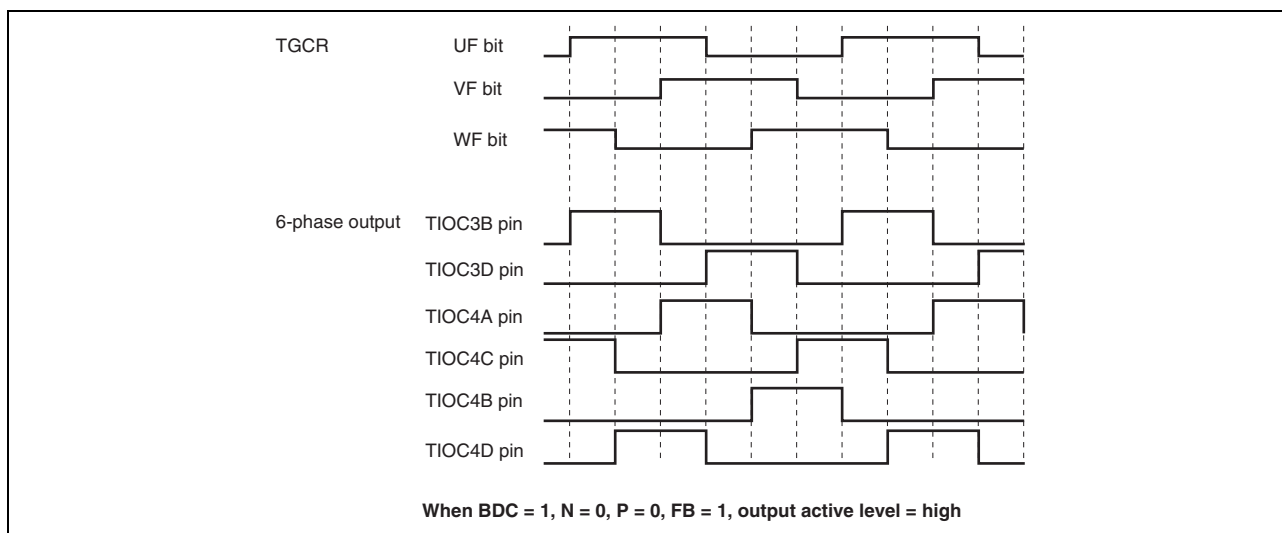 TGCR UF bit
VF bit
WF bit
6-phase output TIOC3B pin
TIOC3D pin
TIOC4A pin
TIOC4C pin
TIOC4B pin
TIOC4D pin
When BDC = 1, N = 0, P = 0, FB = 1, output active level = high